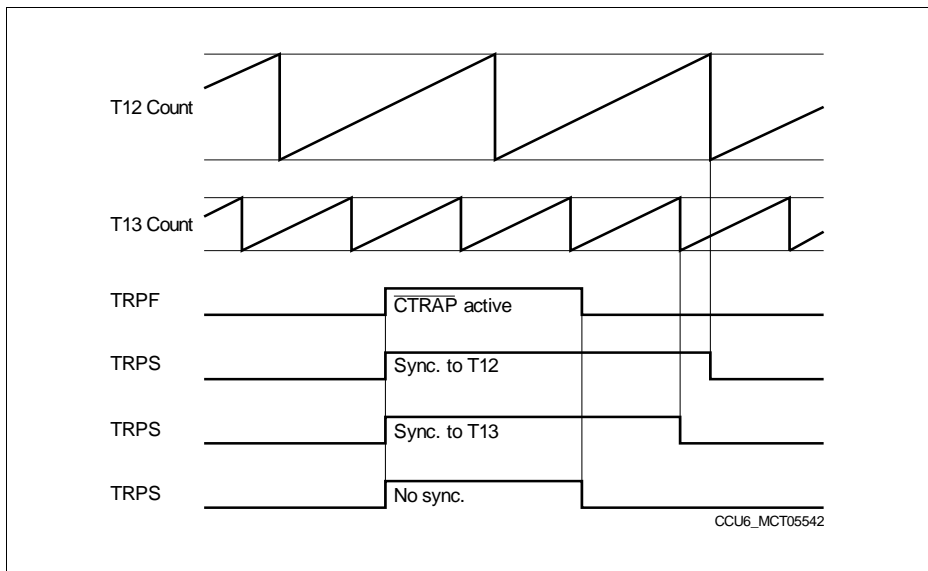 T12 Count
T13 Count
TRPF
CTRAP active
TRPS
Sync. to T12
TRPS
Sync. to T13
TRPS
No sync.
CCU6_MCT05542